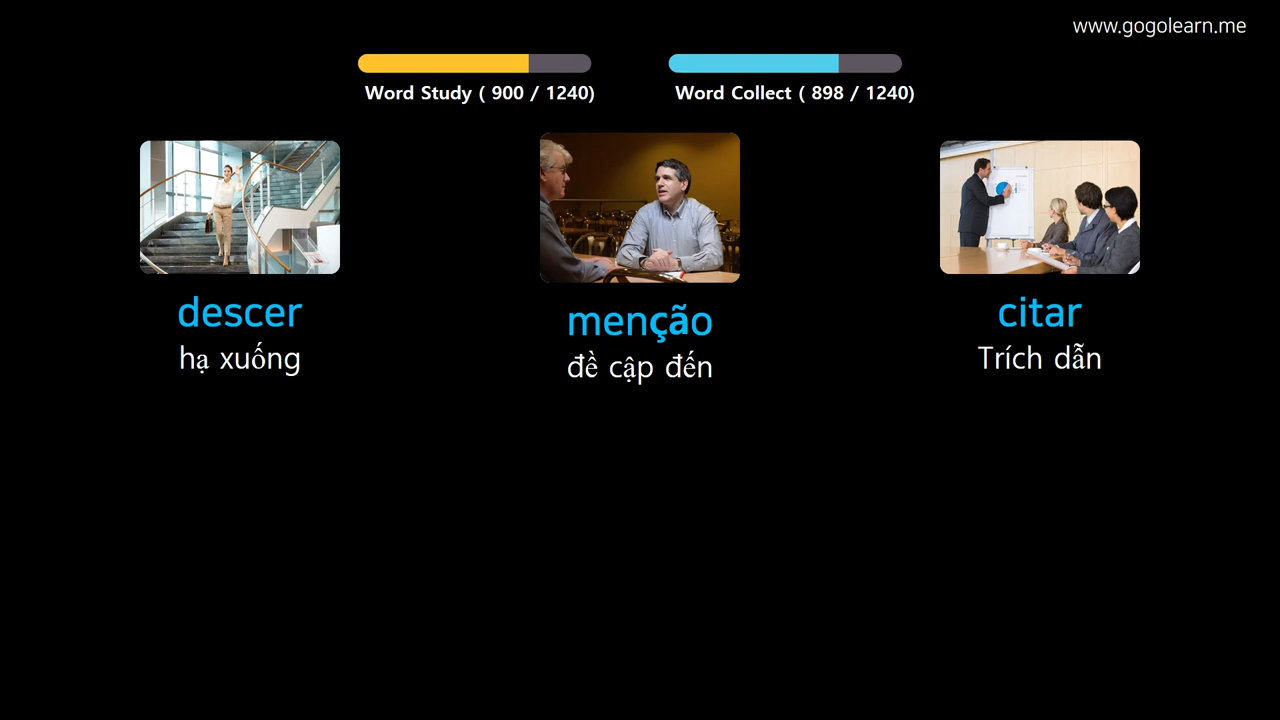 www.gogolearn.me
Word Study ( 900 / 1240)
Word Collect ( 898 / 1240)
descer
hạ xuống
menção
đề cập đến
citar
Trích dẫn